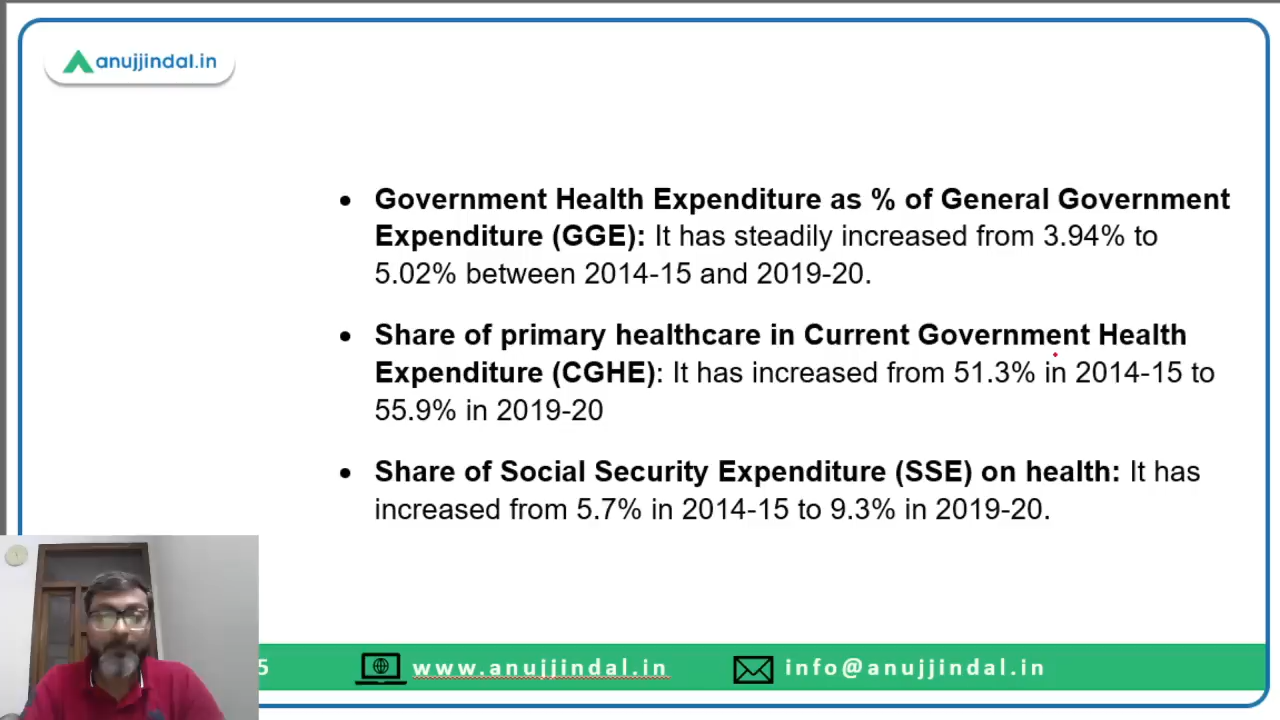 anujjindal.in
• Government Health Expenditure as % of General Government
Expenditure (GGE): It has steadily increased from 3.94% to
5.02% between 2014-15 and 2019-20.
• Share of primary healthcare in Current Government Health
Expenditure (CGHE): It has increased from 51.3% in 2014-15 to
55.9% in 2019-20
• Share of Social Security Expenditure (SSE) on health: It has
increased from 5.7% in 2014-15 to 9.3% in 2019-20.
5 www.anujjindal.in info@anujjindal.in